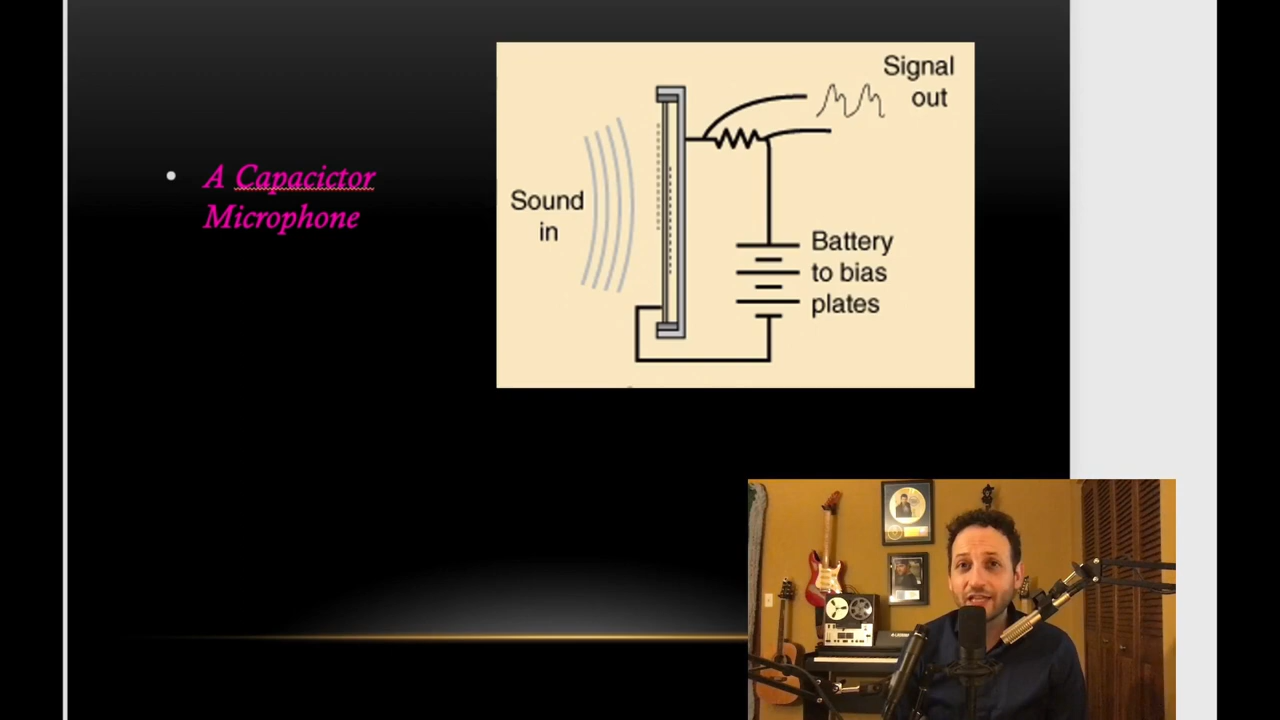 A Capacictor
Microphone
Signal
out
Sound
in
Battery
to bias
plates